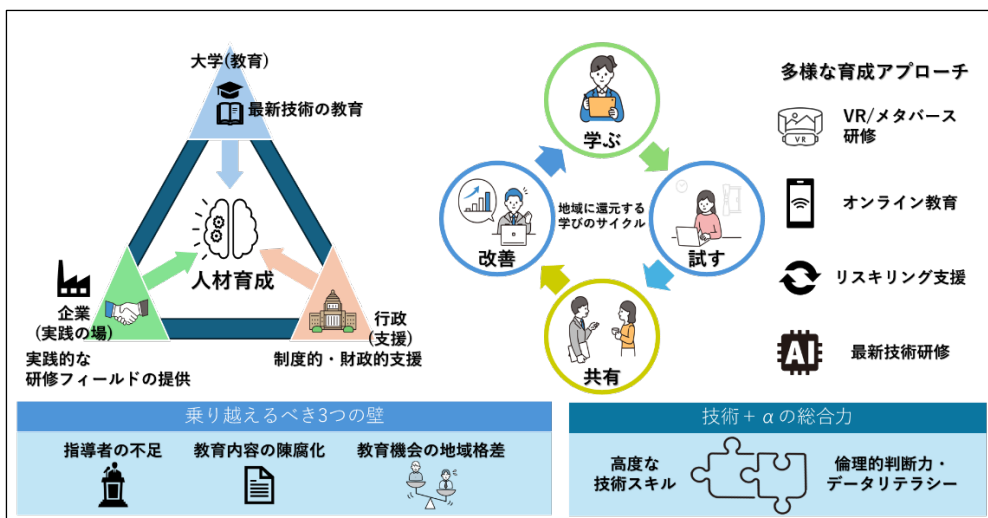 大学(教育)
最新技術の教育
人材育成
企業
(実践の場)
実践的な
研修フィールドの提供
行政
(支援)
制度的・財政的支援
学ぶ
試す
共有
改善
地域に還元する
学びのサイクル
多様な育成アプローチ
VR
VR/メタバース
研修
オンライン教育
リスキリング支援
AI
最新技術研修
乗り越えるべき3つの壁
指導者の不足
教育内容の陳腐化
教育機会の地域格差
技術+αの総合力
高度な
技術スキル
倫理的判断力・
データリテラシー